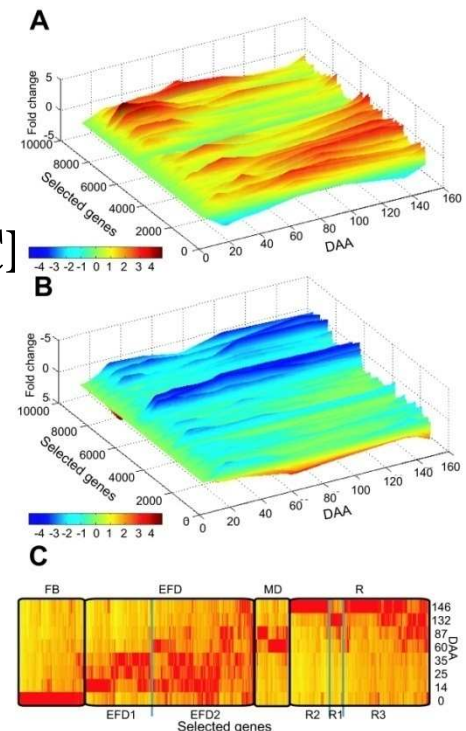 A
5
0
-5
Fold change
10000
8000
6000
4000
2000
0
Selected genes
0
20
40
60
80
100
120
140
160
DAA
C]
-4 -3 -2 -1 0 1 2 3 4
B
-5
0
5
Fold change
10000
8000
6000
4000
2000
0
Selected genes
0
20
40
60
80
100
120
140
160
DAA
-4 -3 -2 -1 0 1 2 3 4
C
FB EFD MD R
146
132
87
60
35
25
14
0
DAA
EFD1 EFD2 R2 R1 R3
Selected genes